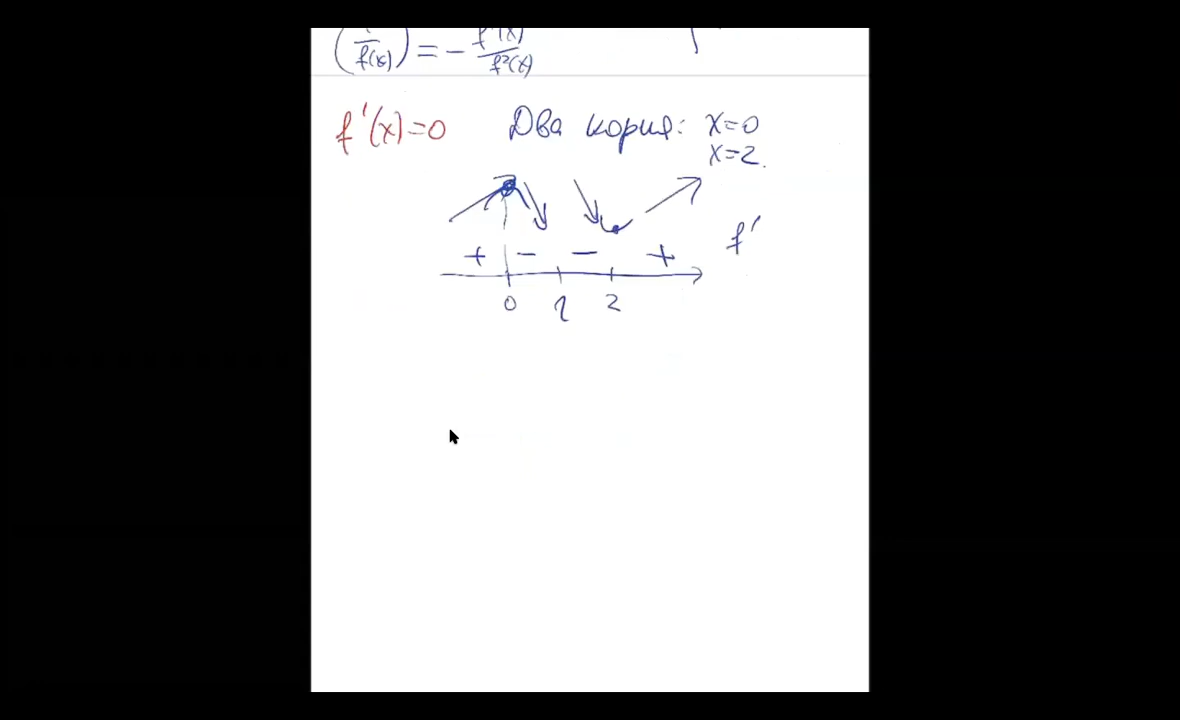 (1/f(x)) = - f'(x)/f²(x)
f'(x)=0 Два корня: x=0
x=2.
f'
+ - - +
0 1 2